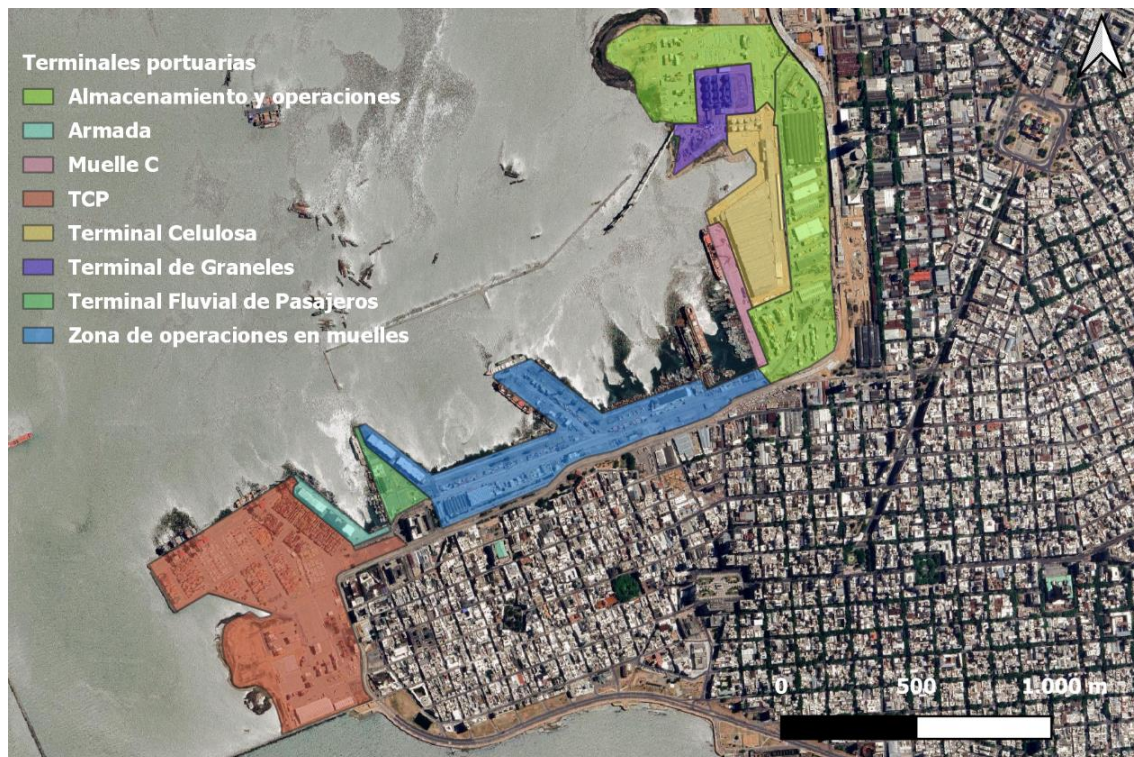 Terminales portuarias
Almacenamiento y operaciones
Armada
Muelle C
TCP
Terminal Celulosa
Terminal de Graneles
Terminal Fluvial de Pasajeros
Zona de operaciones en muelles
0 500 1.000 m